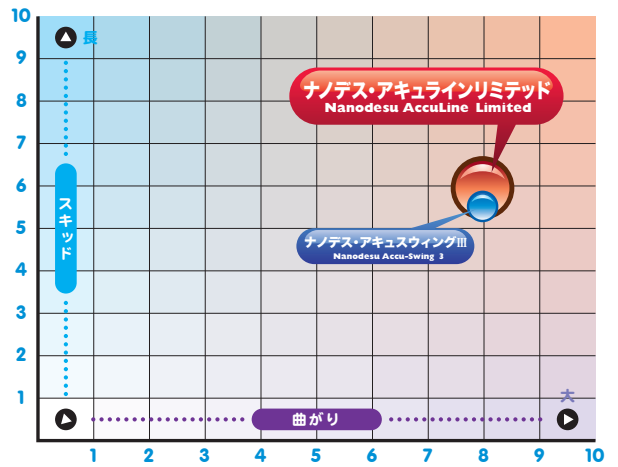 10
長
9
8
ナノデス・アキュラインリミテッド
Nanodesu AccuLine Limited
7
6
スキッド
5
ナノデス・アキュスウィングIII
Nanodesu Accu-Swing 3
4
3
2
1
大
曲がり
1 2 3 4 5 6 7 8 9 10